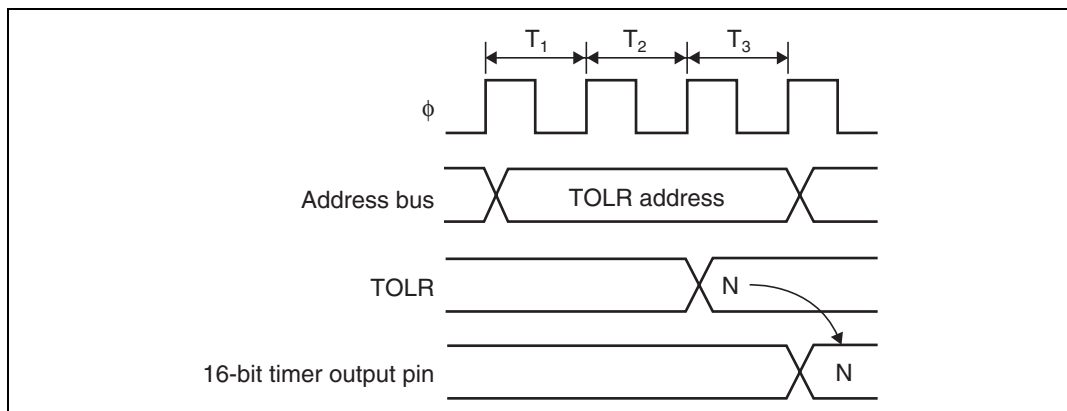 T₁ T₂ T₃
ϕ
Address bus TOLR address
TOLR N
16-bit timer output pin N